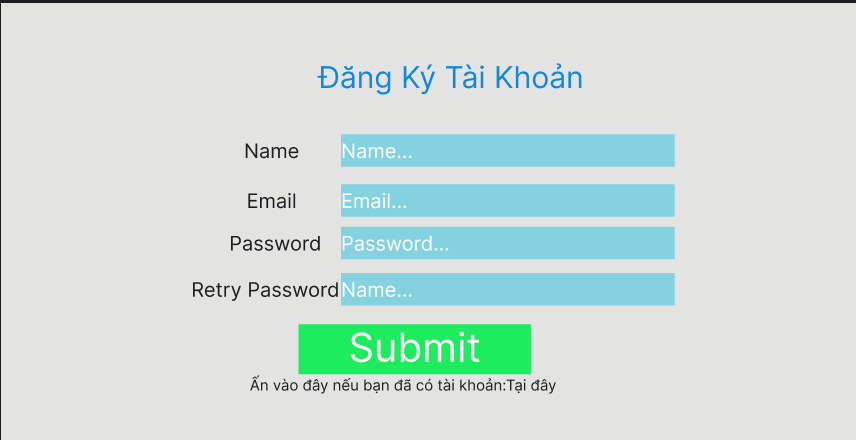 Đăng Ký Tài Khoản
Name Name...
Email Email...
Password Password...
Retry Password Name...
Submit
Ấn vào đây nếu bạn đã có tài khoản:Tại đây